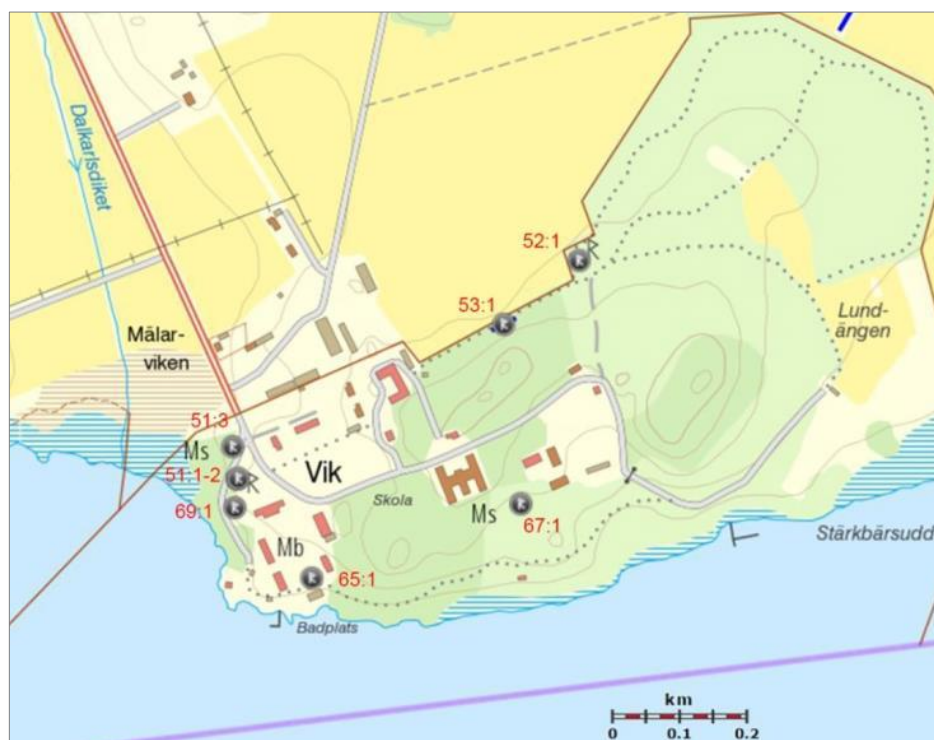 Dalkarlsdiket
52:1
R
53:1
Lund-
ängen
Mälar-
viken
51:3
Ms
Vik
51:1-2
R
Skola
69:1
Ms
67:1
Stärkbärsudd
Mb
65:1
Badplats
km
0 0.1 0.2